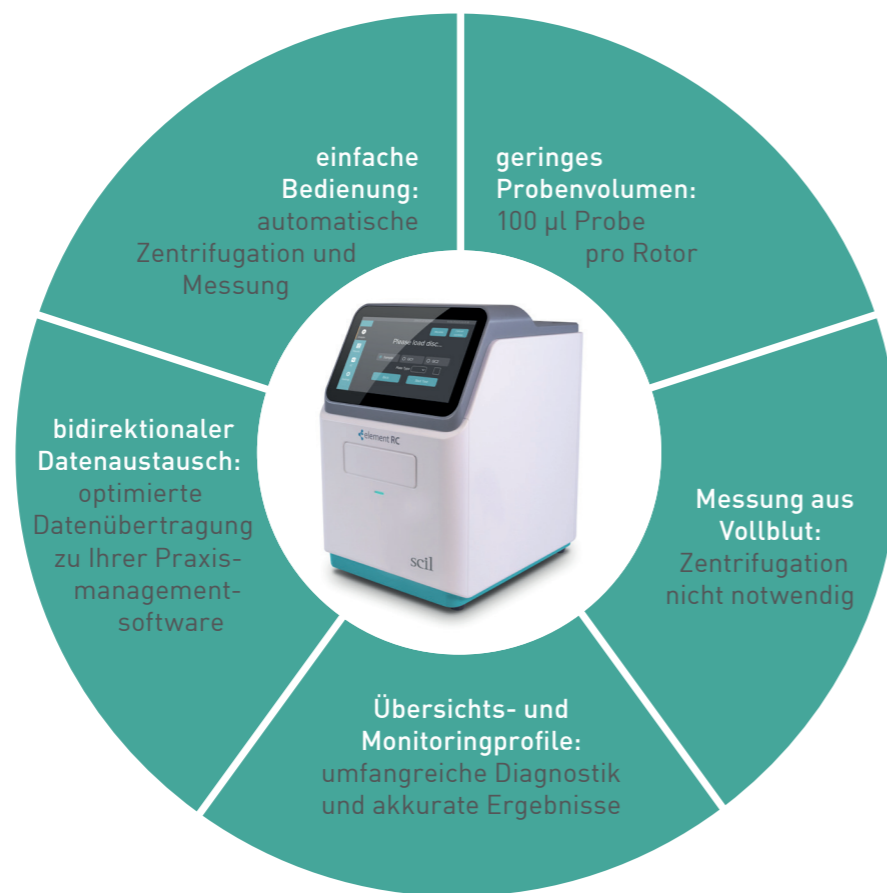 einfache
Bedienung:
automatische
Zentrifugation und
Messung
geringes
Probenvolumen:
100 µl Probe
pro Rotor
Messung aus
Vollblut:
Zentrifugation
nicht notwendig
Übersichts- und
Monitoringprofile:
umfangreiche Diagnostik
und akkurate Ergebnisse
bidirektionaler
Datenaustausch:
optimierte
Datenübertragung
zu Ihrer Praxis-
management-
software
Please load disc...
element RC
scil